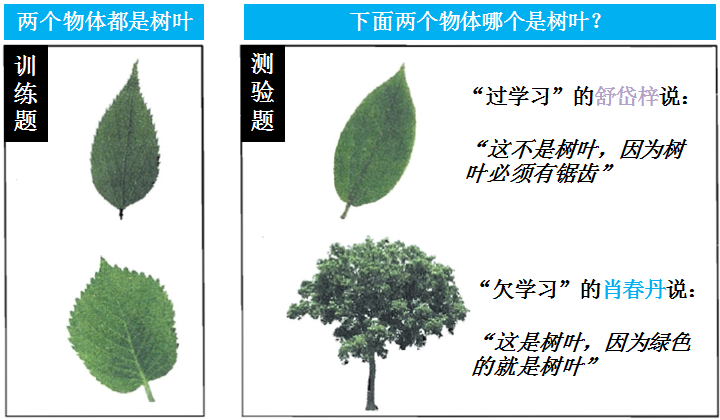 两个物体都是树叶
下面两个物体哪个是树叶？
训练题
测验题
“过学习”的舒岱梓说：
“这不是树叶，因为树
叶必须有锯齿”
“欠学习”的肖春丹说：
“这是树叶，因为绿色
的就是树叶”